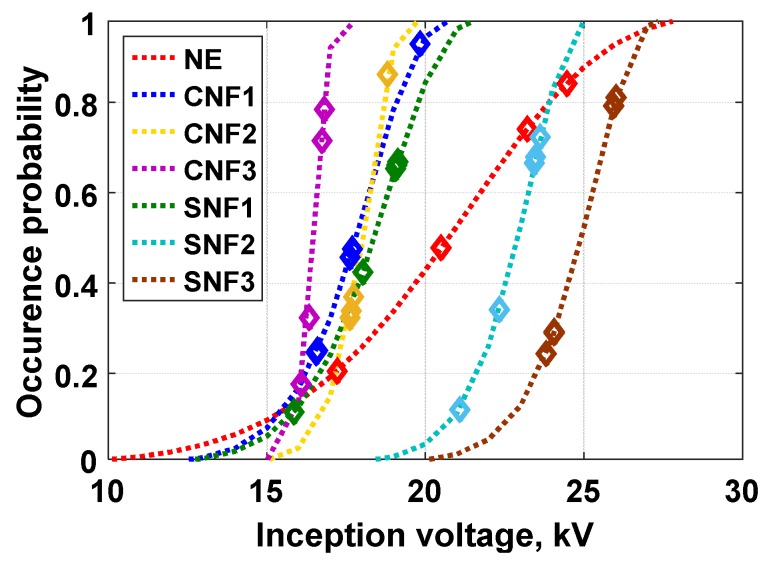 Occurence probability
1
0.8
0.6
0.4
0.2
0
NE
CNF1
CNF2
CNF3
SNF1
SNF2
SNF3
10 15 20 25 30
Inception voltage, kV